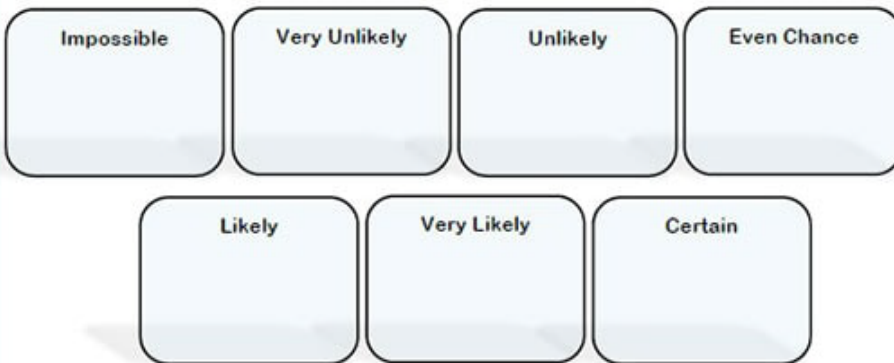 Impossible
Very Unlikely
Unlikely
Even Chance
Likely
Very Likely
Certain